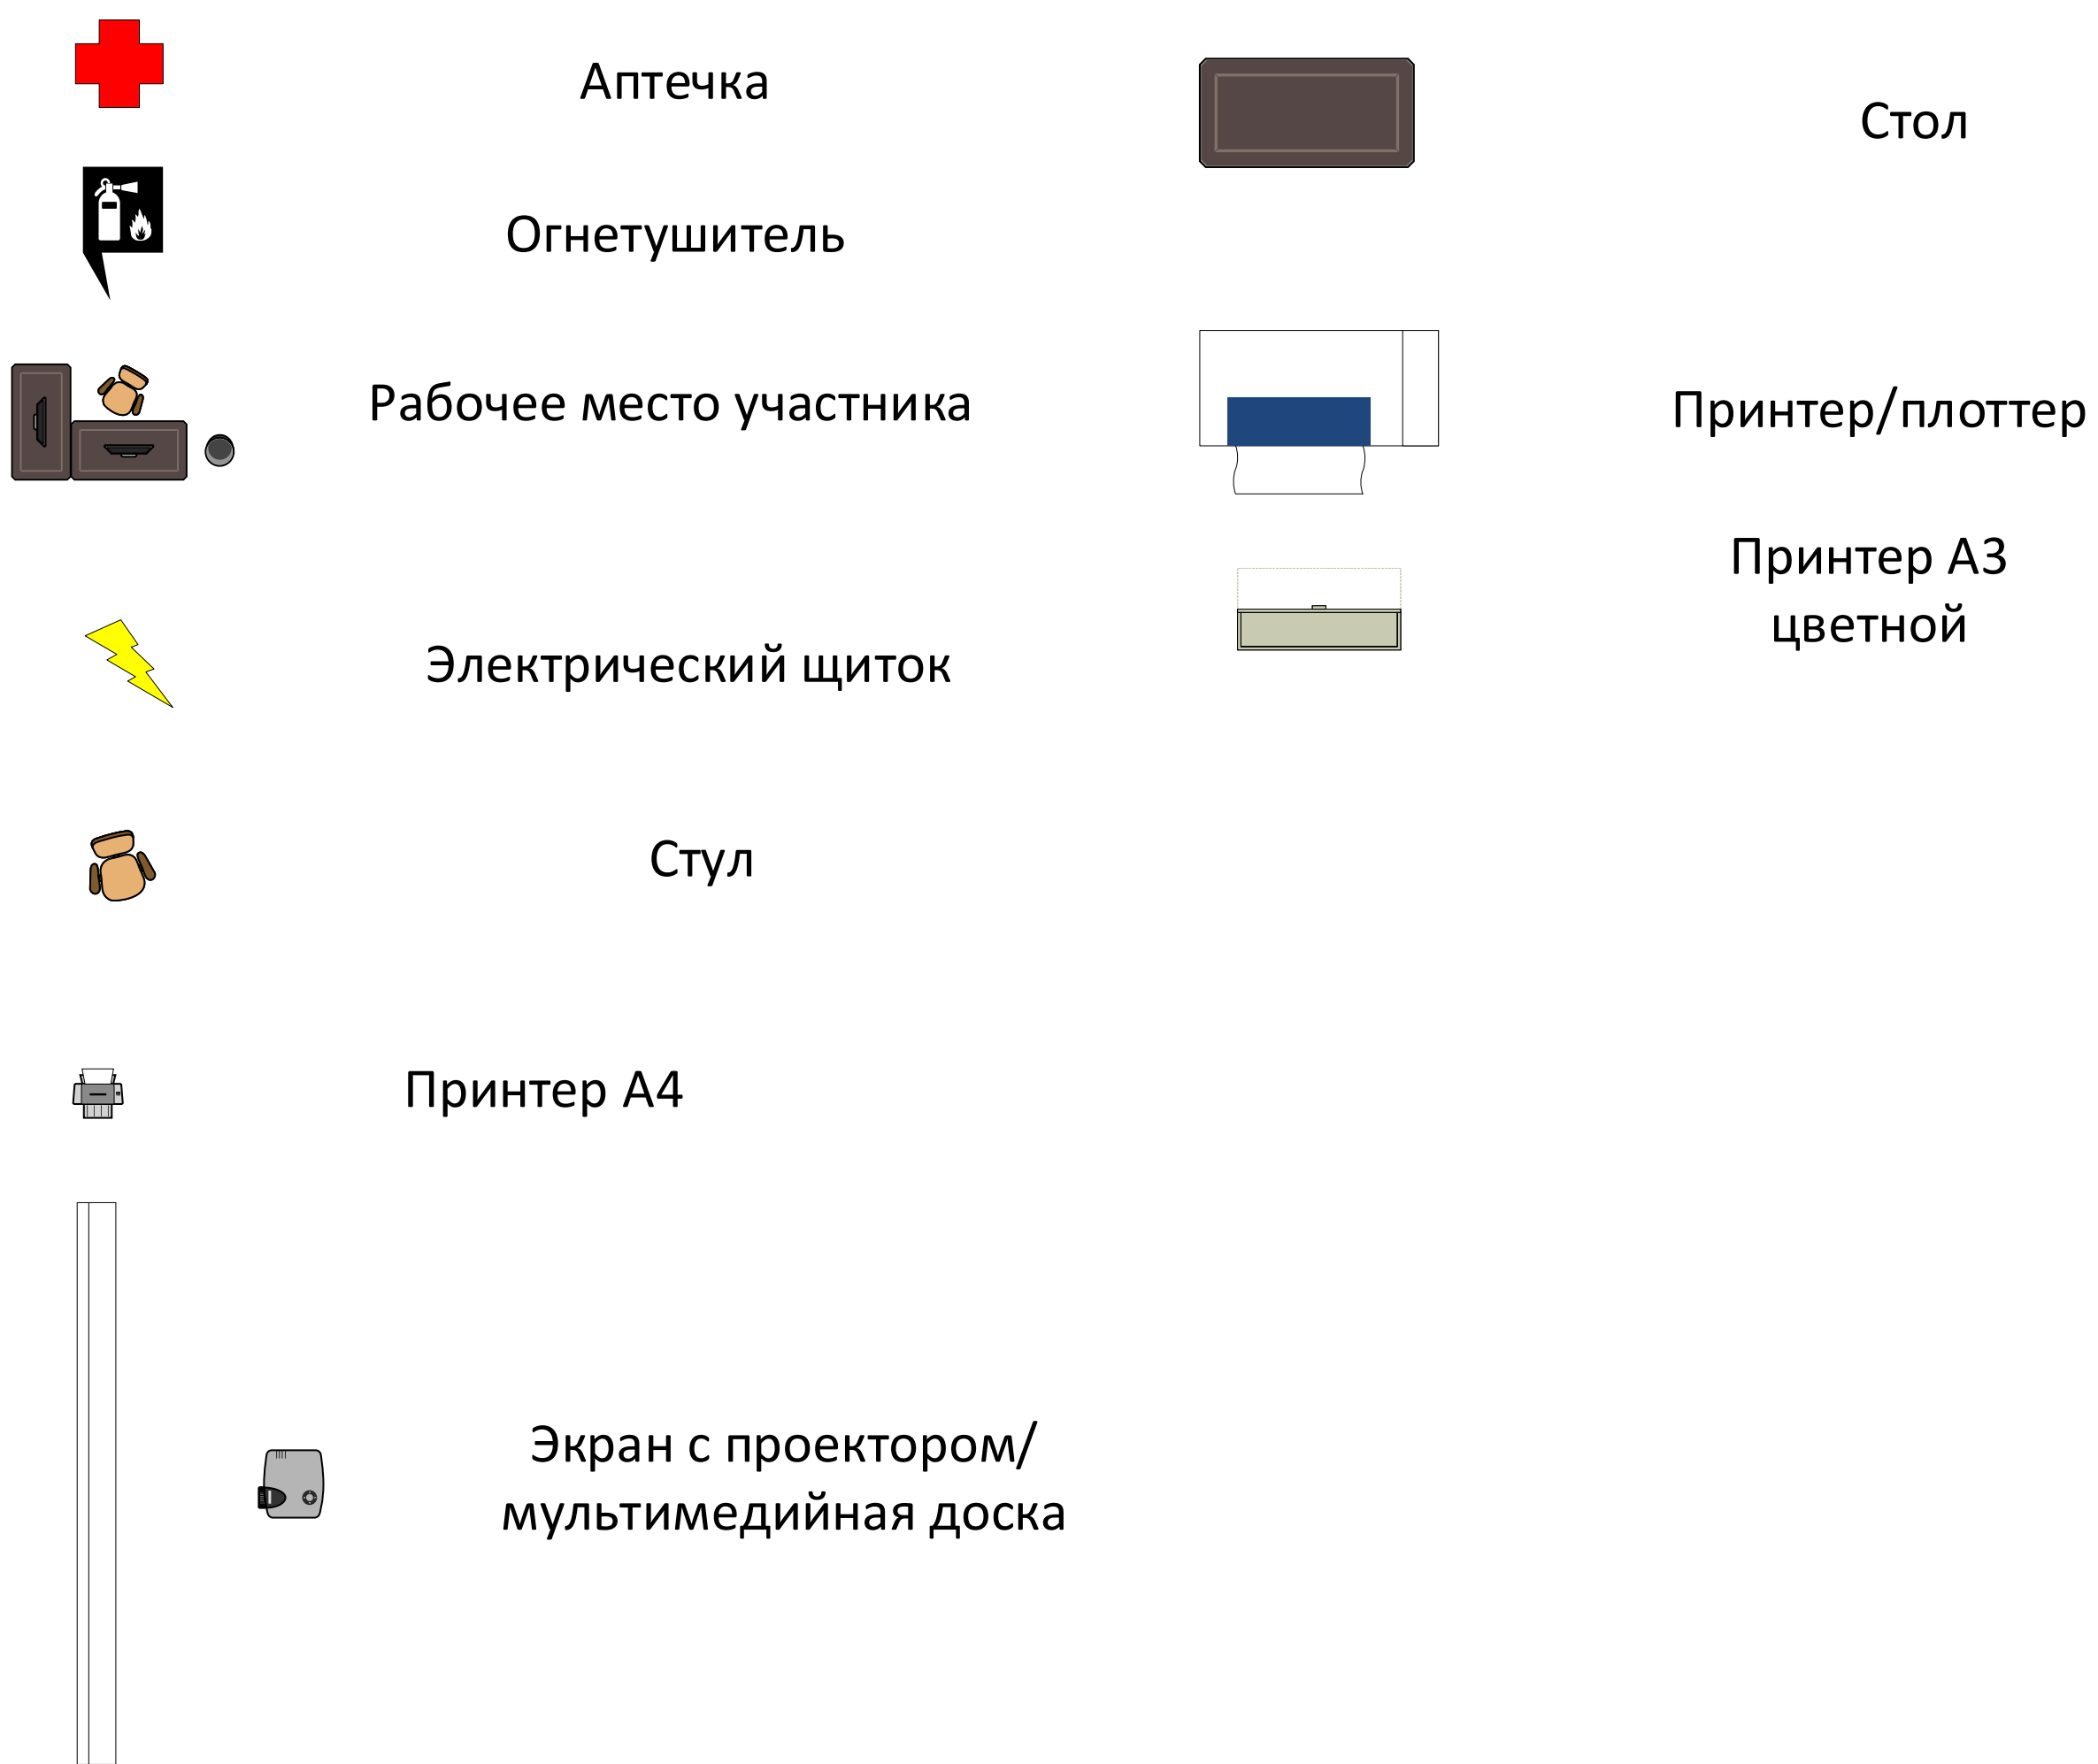 Аптечка
Огнетушитель
Рабочее место участника
Электрический щиток
Стул
Принтер А4
Экран с проектором/
мультимедийная доска
Стол
Принтер/плоттер
Принтер А3
цветной